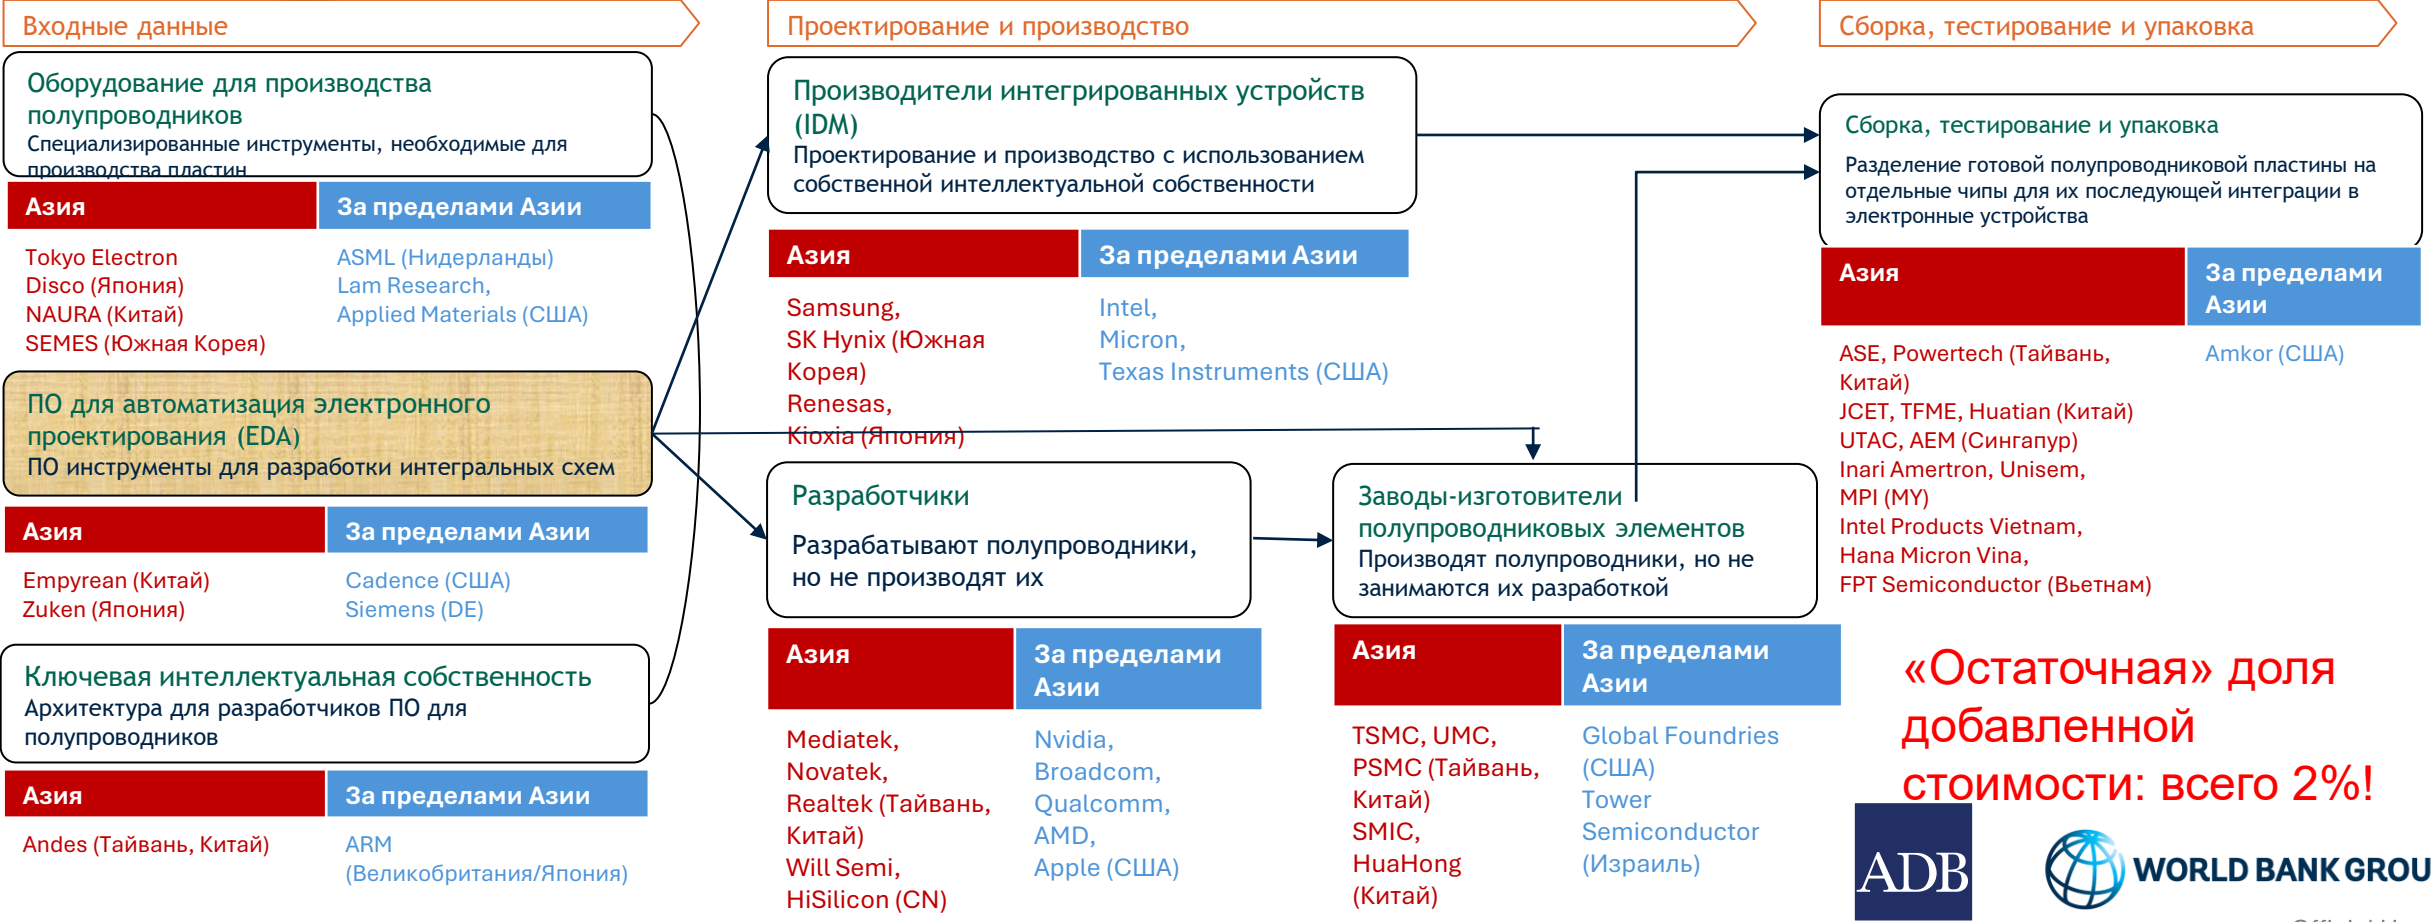 Входные данные
Проектирование и производство
Сборка, тестирование и упаковка
Оборудование для производства
полупроводников
Специализированные инструменты, необходимые для
производства пластин
Азия
За пределами Азии
Tokyo Electron
Disco (Япония)
NAURA (Китай)
SEMES (Южная Корея)
ASML (Нидерланды)
Lam Research,
Applied Materials (США)
ПО для автоматизация электронного
проектирования (EDA)
ПО инструменты для разработки интегральных схем
Азия
За пределами Азии
Empyrean (Китай)
Zuken (Япония)
Cadence (США)
Siemens (DE)
Ключевая интеллектуальная собственность
Архитектура для разработчиков ПО для
полупроводников
Азия
За пределами Азии
Andes (Тайвань, Китай)
ARM
(Великобритания/Япония)
Производители интегрированных устройств
(IDM)
Проектирование и производство с использованием
собственной интеллектуальной собственности
Азия
За пределами Азии
Samsung,
SK Hynix (Южная
Корея)
Renesas,
Kioxia (Япония)
Intel,
Micron,
Texas Instruments (США)
Разработчики
Разрабатывают полупроводники,
но не производят их
Азия
За пределами
Азии
Mediatek,
Novatek,
Realtek (Тайвань,
Китай)
Will Semi,
HiSilicon (CN)
Nvidia,
Broadcom,
Qualcomm,
AMD,
Apple (США)
Заводы-изготовители
полупроводниковых элементов
Производят полупроводники, но не
занимаются их разработкой
Азия
За пределами
Азии
TSMC, UMC,
PSMC (Тайвань,
Китай)
SMIC,
HuaHong
(Китай)
Global Foundries
(США)
Tower
Semiconductor
(Израиль)
Сборка, тестирование и упаковка
Разделение готовой полупроводниковой пластины на
отдельные чипы для их последующей интеграции в
электронные устройства
Азия
За пределами
Азии
ASE, Powertech (Тайвань,
Китай)
JCET, TFME, Huatian (Китай)
UTAC, AEM (Сингапур)
Inari Amertron, Unisem,
MPI (MY)
Intel Products Vietnam,
Hana Micron Vina,
FPT Semiconductor (Вьетнам)
Amkor (США)
«Остаточная» доля
добавленной
стоимости: всего 2%!
ADB
WORLD BANK GROU